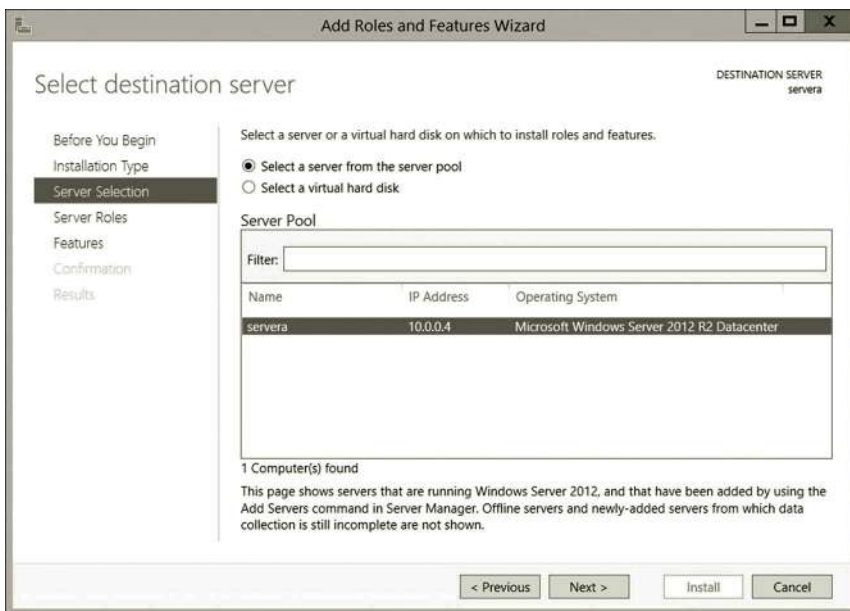 Add Roles and Features Wizard
Select destination server
DESTINATION SERVER
servera
Before You Begin
Installation Type
Server Selection
Server Roles
Features
Confirmation
Results
Select a server or a virtual hard disk on which to install roles and features.
Select a server from the server pool
Select a virtual hard disk
Server Pool
Filter:
Name IP Address Operating System
servera 10.0.0.4 Microsoft Windows Server 2012 R2 Datacenter
1 Computer(s) found
This page shows servers that are running Windows Server 2012, and that have been added by using the
Add Servers command in Server Manager. Offline servers and newly-added servers from which data
collection is still incomplete are not shown.
< Previous Next > Install Cancel